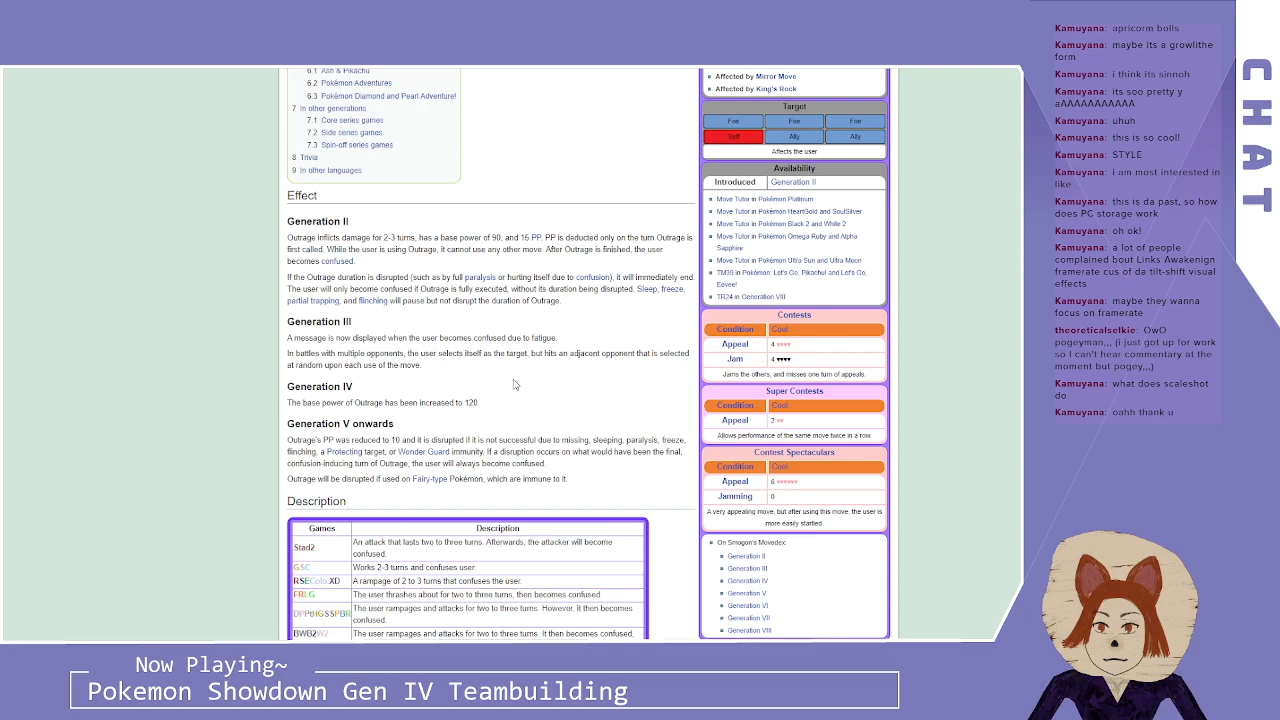 6.1 Ash & Pikachu
6.2 Pokémon Adventures
6.3 Pokémon Diamond and Pearl Adventure!
7 In other generations
7.1 Core series games
7.2 Side series games
7.3 Spin-off series games
8 Trivia
9 In other languages
Effect
Generation II
Outrage inflicts damage for 2-3 turns, has a base power of 90, and 15 PP. PP is deducted only on the turn Outrage is
first called. While the user is using Outrage, it cannot use any other move. After Outrage is finished, the user
becomes confused.
If the Outrage duration is disrupted (such as by full paralysis or hurting itself due to confusion), it will immediately end.
The user will only become confused if Outrage is fully executed, without its duration being disrupted. Sleep, freeze,
partial trapping, and flinching will pause but not disrupt the duration of Outrage.
Generation III
A message is now displayed when the user becomes confused due to fatigue.
In battles with multiple opponents, the user selects itself as the target, but hits an adjacent opponent that is selected
at random upon each use of the move.
Generation IV
The base power of Outrage has been increased to 120.
Generation V onwards
Outrage's PP was reduced to 10 and it is disrupted if it is not successful due to missing, sleeping, paralysis, freeze,
flinching, a Protecting target, or Wonder Guard immunity. If a disruption occurs on what would have been the final,
confusion-inducing turn of Outrage, the user will always become confused.
Outrage will be disrupted if used on Fairy-type Pokémon, which are immune to it.
Description
Games Description
Stad2 An attack that lasts two to three turns. Afterwards, the attacker will become
confused.
GSC Works 2-3 turns and confuses user.
RSEColo.XD A rampage of 2 to 3 turns that confuses the user.
FRLG The user thrashes about for two to three turns, then becomes confused.
DPPtHGSSPBR The user rampages and attacks for two to three turns. However, it then becomes
confused.
BWB2W2 The user rampages and attacks for two to three turns. It then becomes confused,
Affected by Mirror Move
Affected by King's Rock
Target
Foe Foe Foe
Self Ally Ally
Affects the user
Availability
Introduced Generation II
Move Tutor in Pokémon Platinum
Move Tutor in Pokémon HeartGold and SoulSilver
Move Tutor in Pokémon Black 2 and White 2
Move Tutor in Pokémon Omega Ruby and Alpha
Sapphire
Move Tutor in Pokémon Ultra Sun and Ultra Moon
TM39 in Pokémon: Let's Go, Pikachu! and Let's Go,
Eevee!
TR24 in Generation VIII
Contests
Condition Cool
Appeal 4 ♥♥♥♥
Jam 4 ♥♥♥♥
Jams the others, and misses one turn of appeals.
Super Contests
Condition Cool
Appeal 2 ♥♥
Allows performance of the same move twice in a row.
Contest Spectaculars
Condition Cool
Appeal 6 ♥♥♥♥♥♥
Jamming 0
A very appealing move, but after using this move, the user is
more easily startled.
On Smogon's Movedex:
Generation II
Generation III
Generation IV
Generation V
Generation VI
Generation VII
Generation VIII
Kamuyana: apricorn bolls
Kamuyana: maybe its a growlithe
form
Kamuyana: i think its sinnoh
Kamuyana: its soo pretty y
aAAAAAAAAAAA
Kamuyana: uhuh
Kamuyana: this is so cool!
Kamuyana: STYLE
Kamuyana: i am most interested in
like
Kamuyana: this is da past, so how
does PC storage work
Kamuyana: oh ok!
Kamuyana: a lot of people
complained bout Links Awakenign
framerate cus of da tilt-shift visual
effects
Kamuyana: maybe they wanna
focus on framerate
theoreticalselkie: OwO
pogeyman,,, (i just got up for work
so I can't hear commentary at the
moment but pogey,,,)
Kamuyana: what does scaleshot
do
Kamuyana: oahh thank u
CHAT
Now Playing~
Pokemon Showdown Gen IV Teambuilding